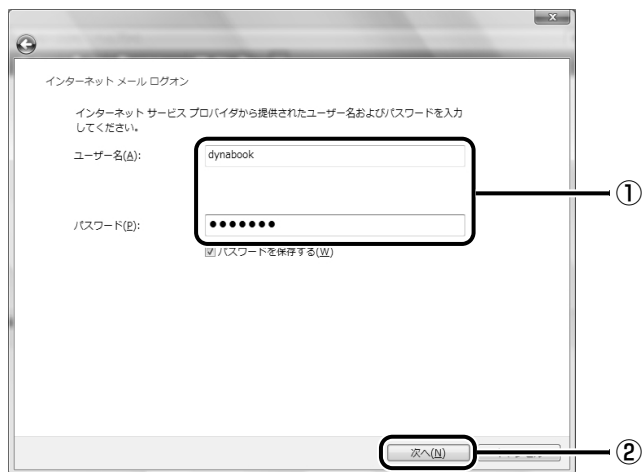 インターネット メール ログオン
インターネット サービス プロバイダから提供されたユーザー名およびパスワードを入力
してください。
ユーザー名(A): dynabook
①
パスワード(P): ●●●●●●●
パスワードを保存する(W)
次へ(N)
②